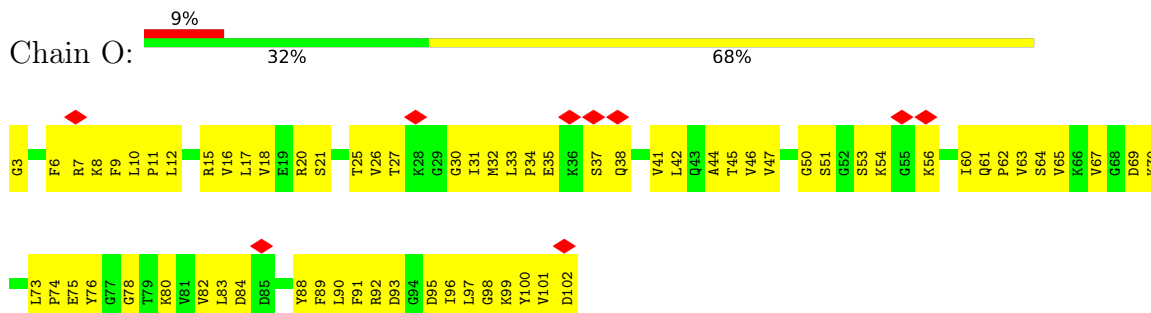 9%
Chain O:
32% 68%
G3 F6 R7 K8 F9 L10 P11 L12 R15 V16 L17 V18 E19 R20 S21 T25 V26 T27 K28 G29 G30 I31 M32 L33 P34 E35 K36 S37 Q38 V41 L42 Q43 A44 T45 V46 V47 G50 S51 G52 S53 K54 G55 K56 I60 Q61 P62 V63 S64 V65 K66 V67 G68 D69 K70
L73 P74 E75 Y76 G77 G78 T79 K80 V81 V82 L83 D84 D85 Y88 F89 L90 F91 R92 D93 G94 D95 I96 L97 G98 K99 Y100 V101 D102